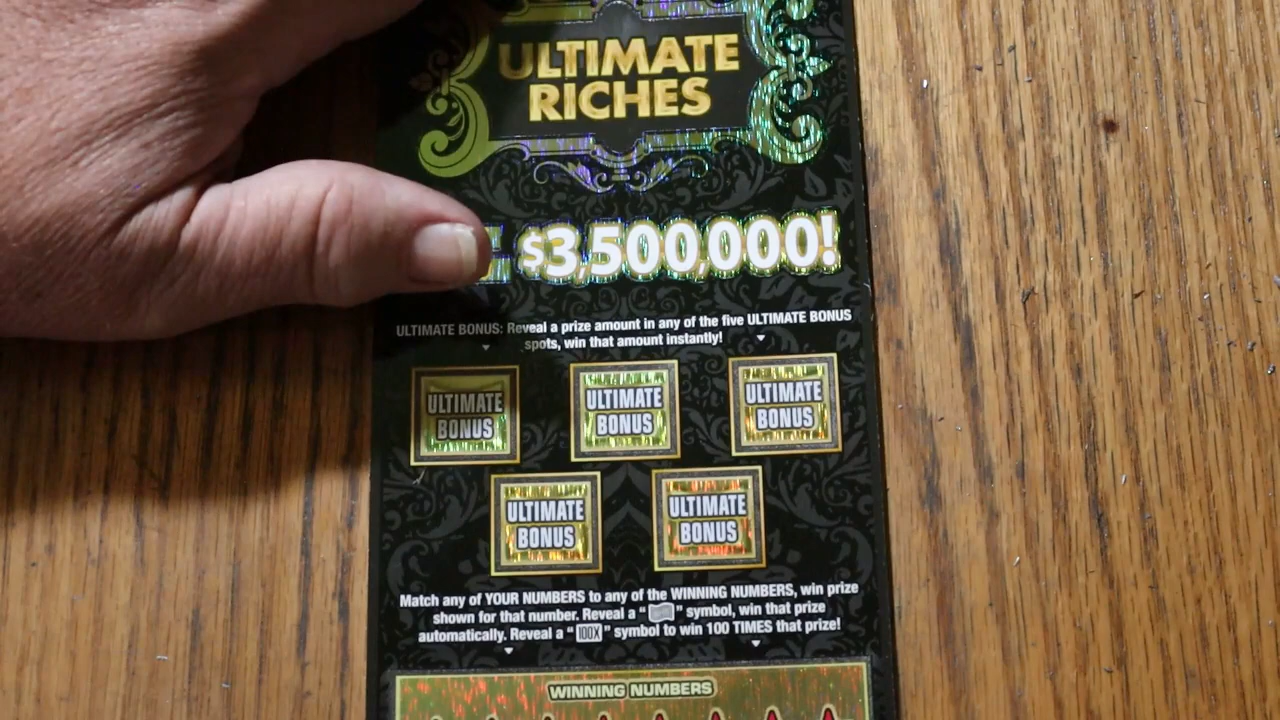 ULTIMATE
RICHES
$3,500,000!
ULTIMATE BONUS: Reveal a prize amount in any of the five ULTIMATE BONUS
spots, win that amount instantly!
ULTIMATE
BONUS
ULTIMATE
BONUS
ULTIMATE
BONUS
ULTIMATE
BONUS
ULTIMATE
BONUS
Match any of YOUR NUMBERS to any of the WINNING NUMBERS, win prize
shown for that number. Reveal a " " symbol, win that prize
automatically. Reveal a "100X" symbol to win 100 TIMES that prize!
WINNING NUMBERS